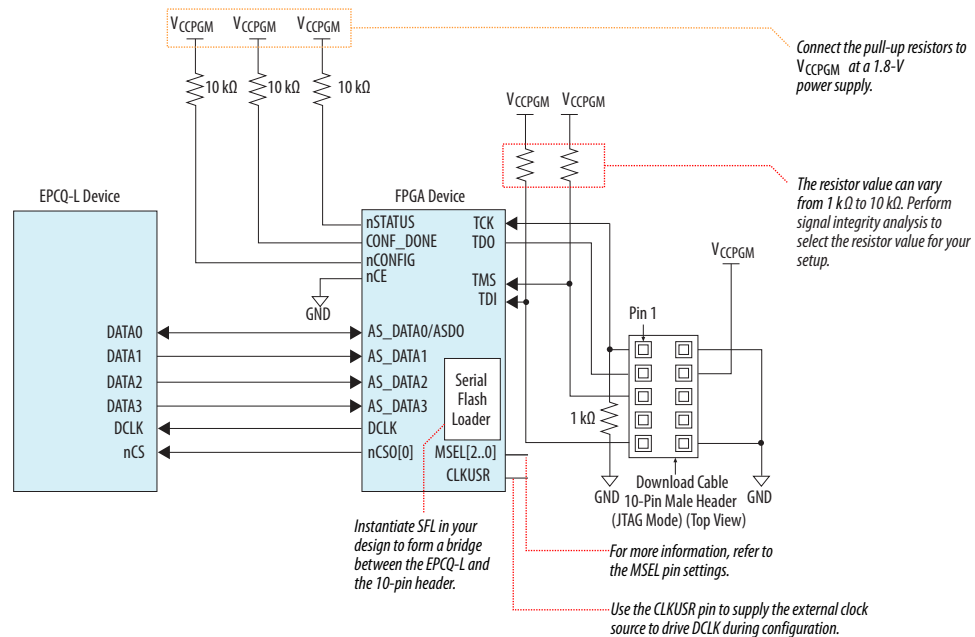 VCCPGM VCCPGM VCCPGM
10 kΩ 10 kΩ 10 kΩ
Connect the pull-up resistors to
VCCPGM at a 1.8-V
power supply.
VCCPGM VCCPGM
The resistor value can vary
from 1 kΩ to 10 kΩ. Perform
signal integrity analysis to
select the resistor value for your
setup.
EPCQ-L Device
FPGA Device
nSTATUS
CONF_DONE
nCONFIG
nCE
GND
TCK
TDO
TMS
TDI
VCCPGM
Pin 1
DATA0
DATA1
DATA2
DATA3
DCLK
nCS
AS_DATA0/ASDO
AS_DATA1
AS_DATA2
AS_DATA3
DCLK
nCSO[0]
Serial
Flash
Loader
MSEL[2..0]
CLKUSR
1 kΩ
GND
GND
Download Cable
10-Pin Male Header
(JTAG Mode) (Top View)
Instantiate SFL in your
design to form a bridge
between the EPCQ-L and
the 10-pin header.
For more information, refer to
the MSEL pin settings.
Use the CLKUSR pin to supply the external clock
source to drive DCLK during configuration.